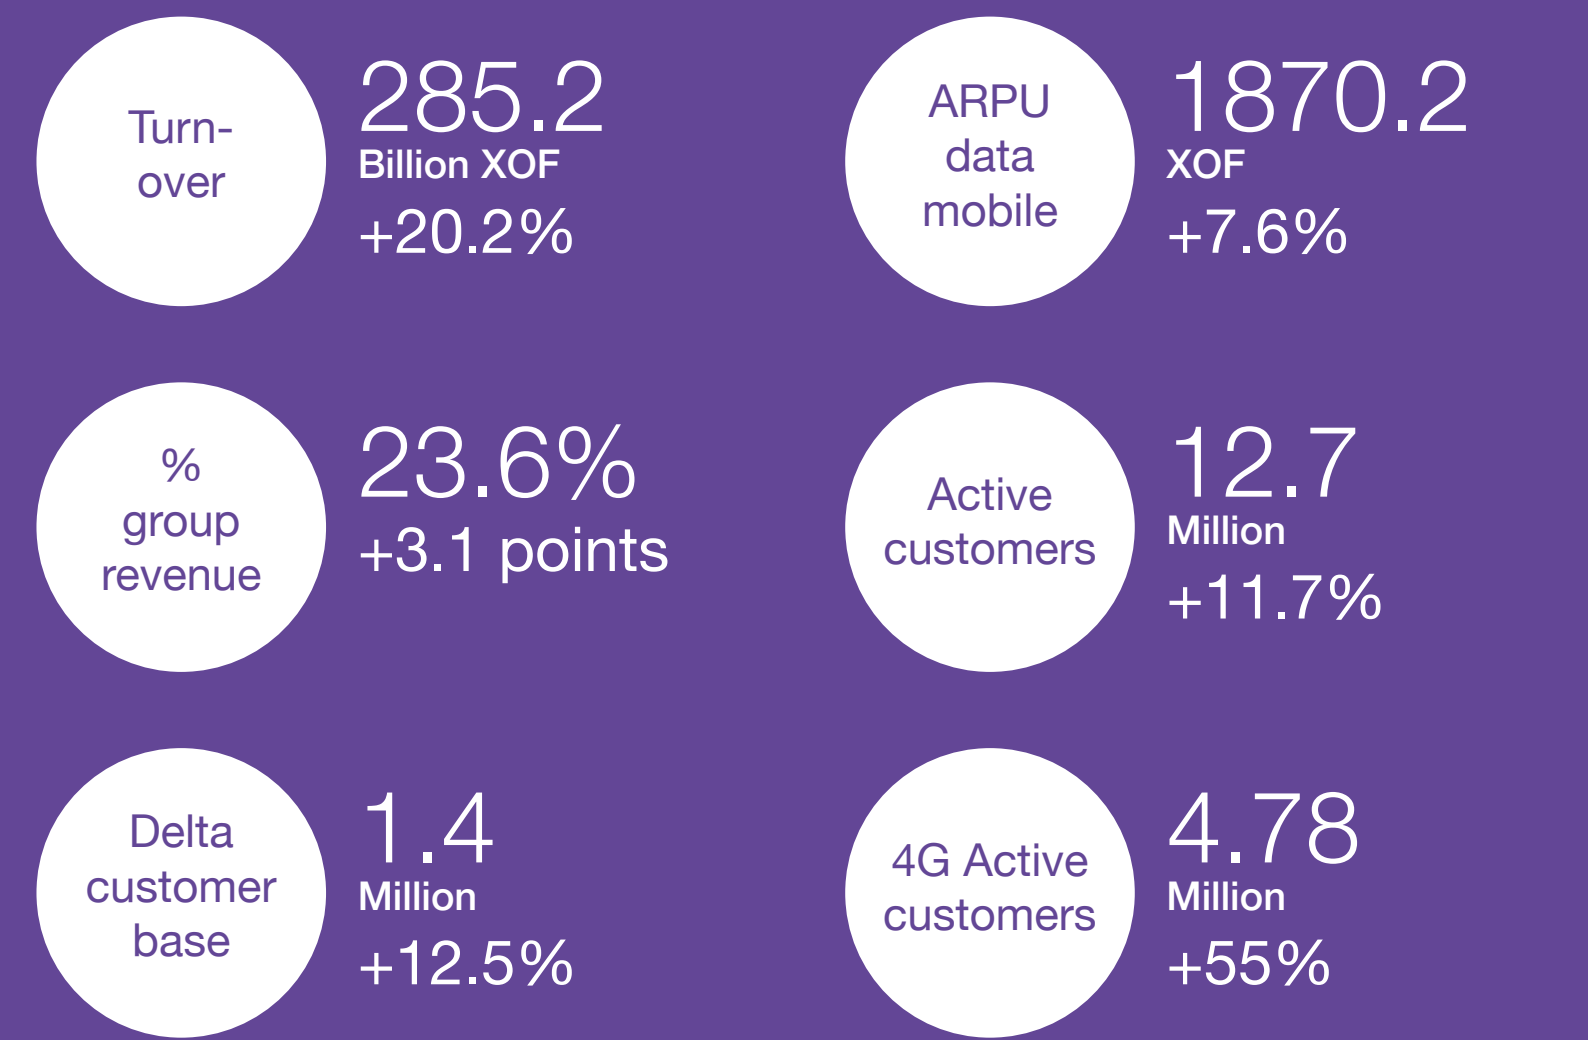 Turn-
over
285.2
Billion XOF
+20.2%
ARPU
data
mobile
1870.2
XOF
+7.6%
%
group
revenue
23.6%
+3.1 points
Active
customers
12.7
Million
+11.7%
Delta
customer
base
1.4
Million
+12.5%
4G Active
customers
4.78
Million
+55%